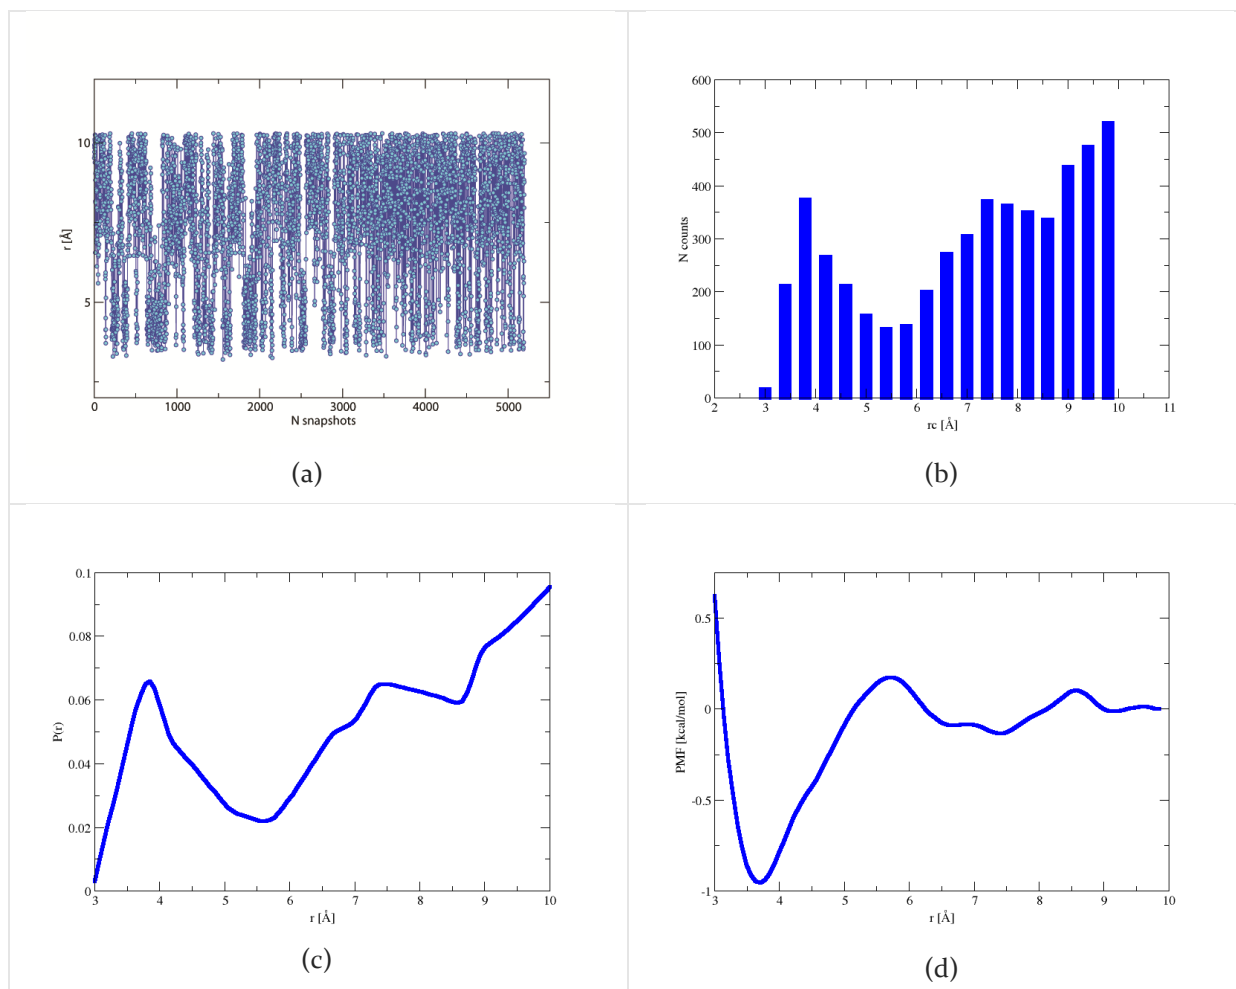 10
5
r [Å]
0 1000 2000 3000 4000 5000
N snapshots
(a)
600
500
400
300
200
100
0
N counts
2 3 4 5 6 7 8 9 10 11
rc [Å]
(b)
0.1
0.08
0.06
0.04
0.02
0
P(r)
3 4 5 6 7 8 9 10
r [Å]
(c)
0.5
0
-0.5
-1
PMF [kcal/mol]
3 4 5 6 7 8 9 10
r [Å]
(d)